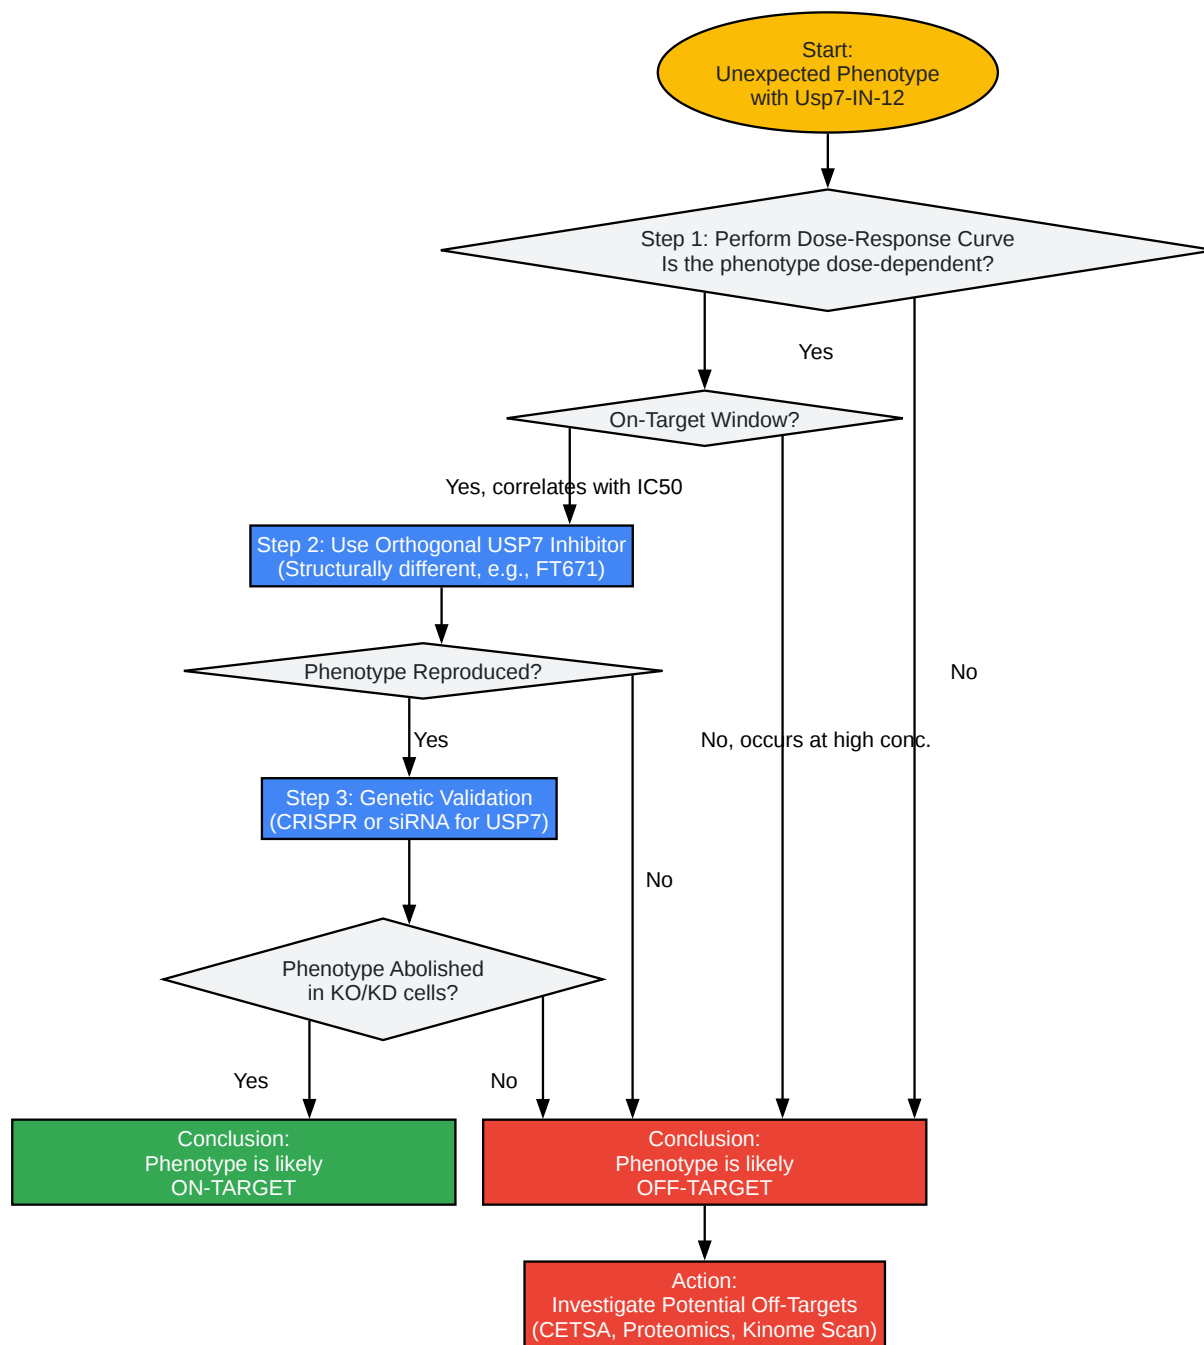 Start:
Unexpected Phenotype
with Usp7-IN-12
Step 1: Perform Dose-Response Curve
Is the phenotype dose-dependent?
Yes
On-Target Window?
Yes, correlates with IC50
Step 2: Use Orthogonal USP7 Inhibitor
(Structurally different, e.g., FT671)
Phenotype Reproduced?
No
Yes
No, occurs at high conc.
Step 3: Genetic Validation
(CRISPR or siRNA for USP7)
No
Phenotype Abolished
in KO/KD cells?
Yes
No
Conclusion:
Phenotype is likely
ON-TARGET
Conclusion:
Phenotype is likely
OFF-TARGET
Action:
Investigate Potential Off-Targets
(CETSA, Proteomics, Kinome Scan)